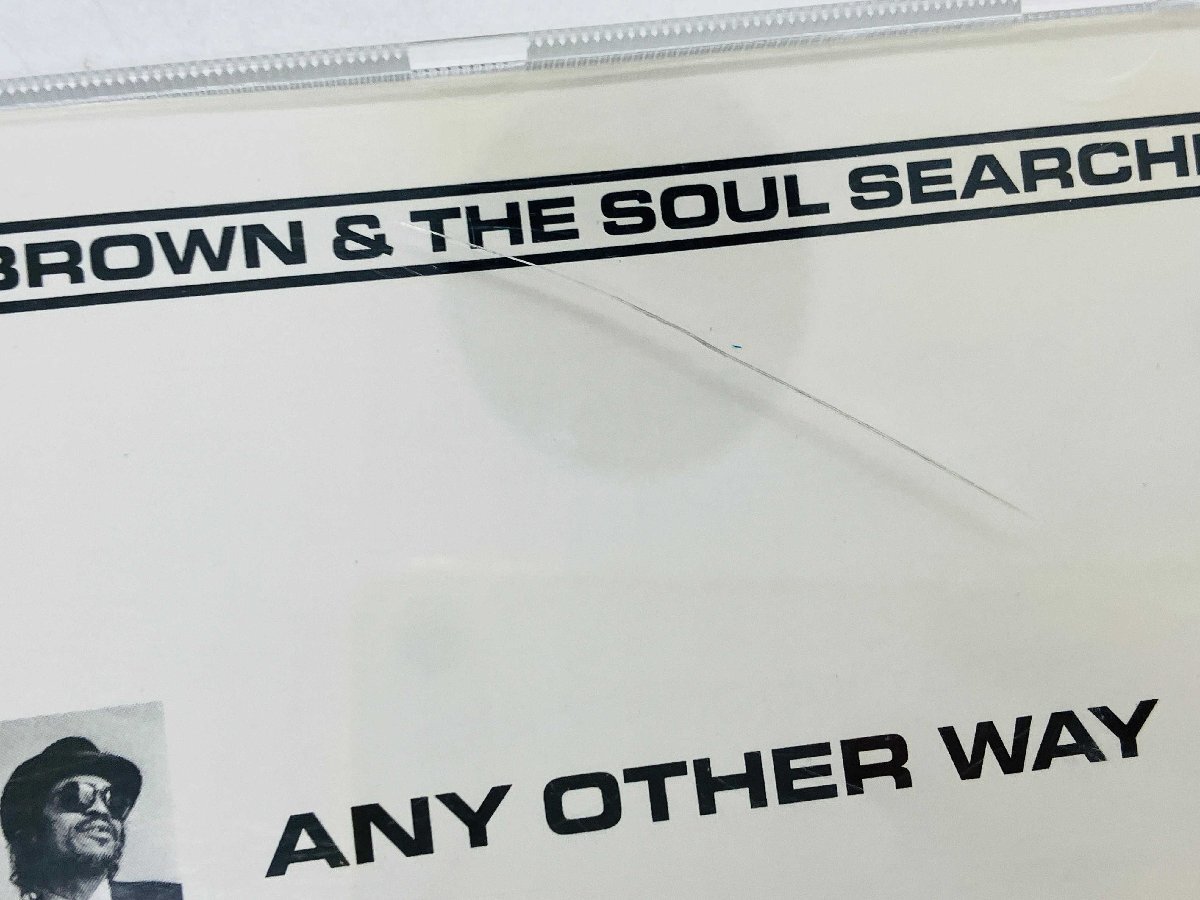 BROWN & THE SOUL SEARCH
ANY OTHER WAY